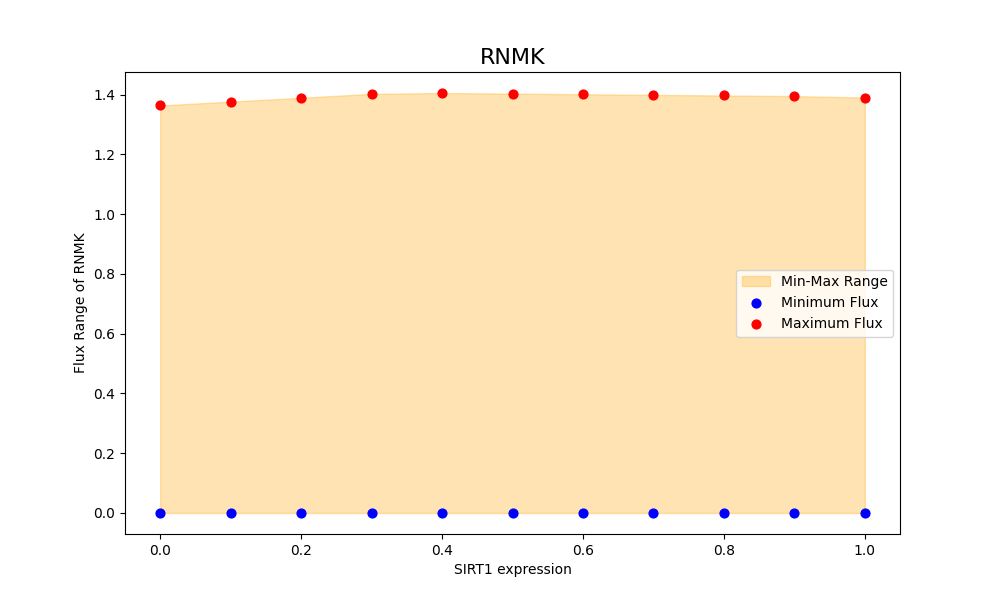 RNMK
Flux Range of RNMK
1.4
1.2
1.0
0.8
0.6
0.4
0.2
0.0
Min-Max Range
Minimum Flux
Maximum Flux
0.0 0.2 0.4 0.6 0.8 1.0
SIRT1 expression